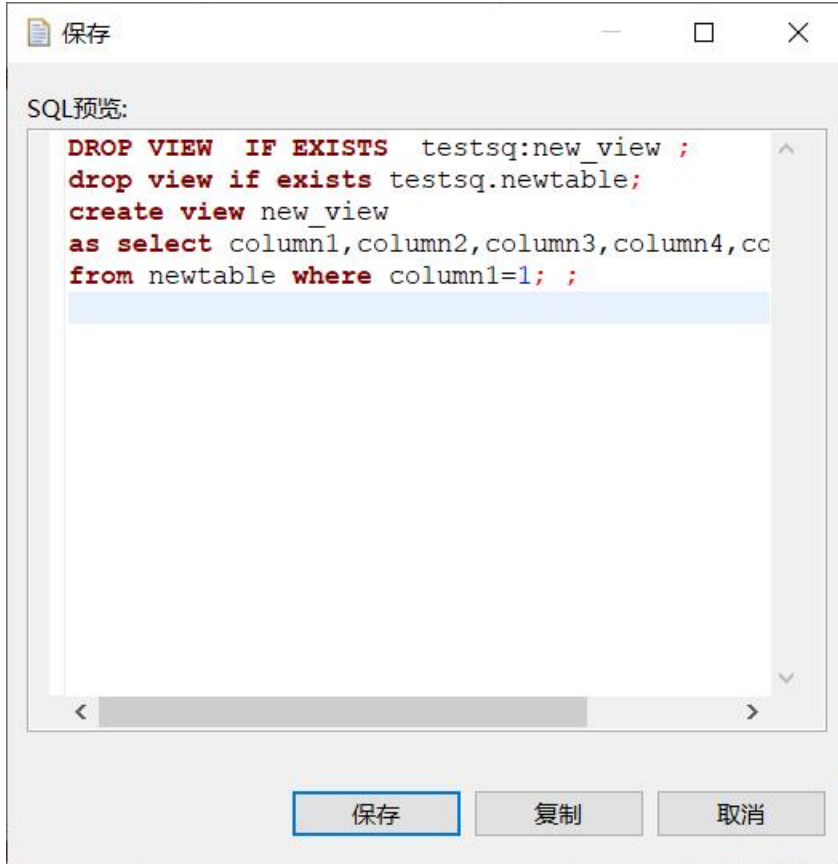 保存
SQL预览:
DROP VIEW  IF EXISTS  testsq:new_view ;
drop view if exists testsq.newtable;
create view new_view
as select column1,column2,column3,column4,cc
from newtable where column1=1; ;
保存
复制
取消